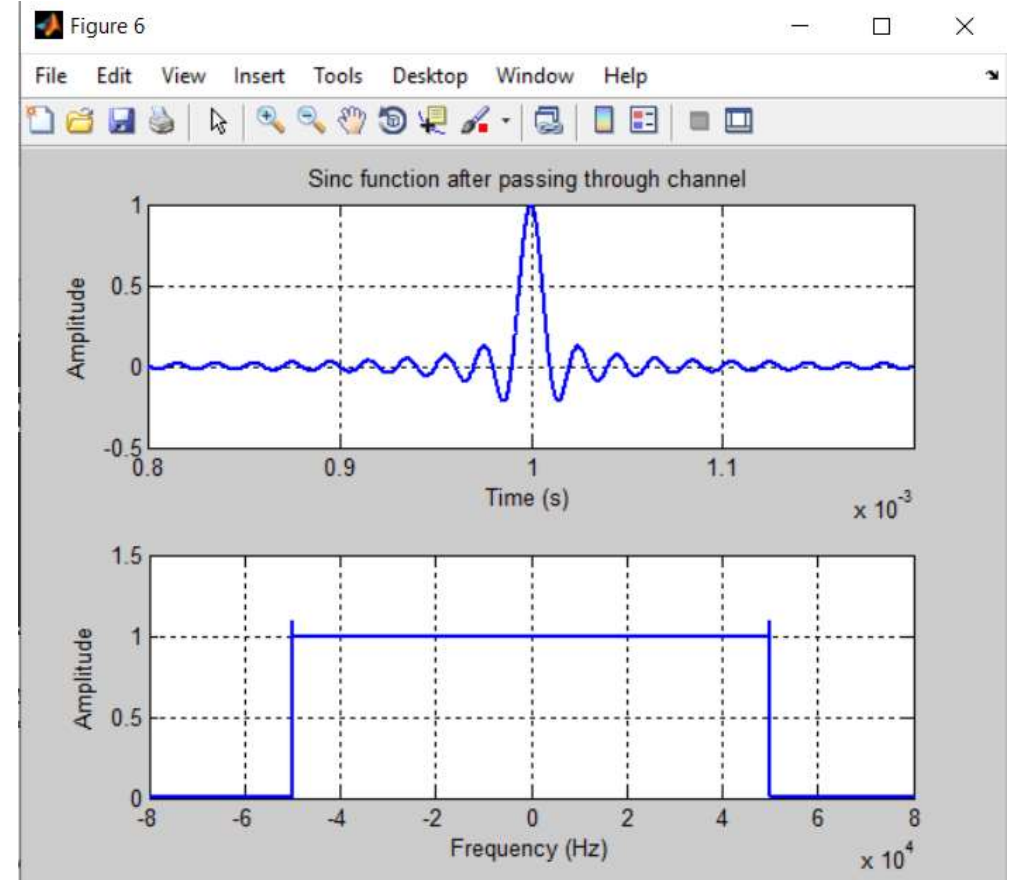 Figure 6
File Edit View Insert Tools Desktop Window Help
Sinc function after passing through channel
1
0.5
0
-0.5
Amplitude
0.8 0.9 1 1.1
Time (s)
x 10^-3
1.5
1
0.5
0
Amplitude
-8 -6 -4 -2 0 2 4 6 8
Frequency (Hz)
x 10^4